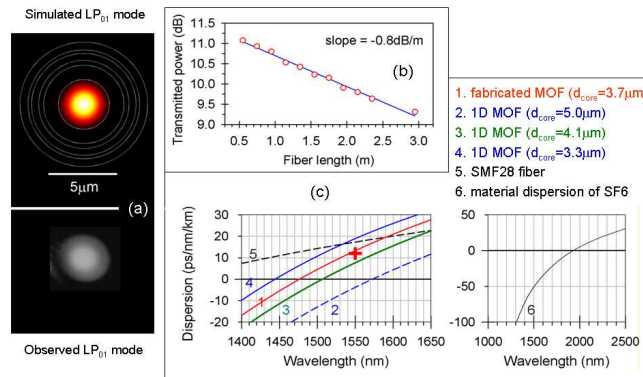 Simulated LP01 mode
5μm
(a)
Observed LP01 mode
Transmitted power (dB)
11.5
11.0
10.5
10.0
9.5
9.0
slope = -0.8dB/m
(b)
0.5 1.0 1.5 2.0 2.5 3.0
Fiber length (m)
1. fabricated MOF (dcore=3.7μm)
2. 1D MOF (dcore=5.0μm)
3. 1D MOF (dcore=4.1μm)
4. 1D MOF (dcore=3.3μm)
5. SMF28 fiber
6. material dispersion of SF6
(c)
Dispersion (ps/nm/km)
30
20
10
0
-10
-20
5
4
1
3
2
1400 1450 1500 1550 1600 1650
Wavelength (nm)
50
0
-50
-100
6
1000 1500 2000 2500
Wavelength (nm)